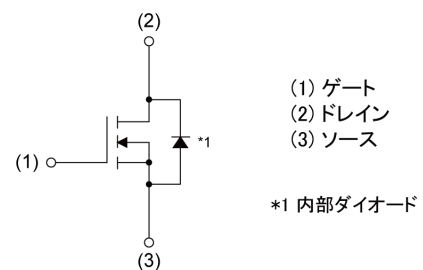 (2)
(1)
*1
(3)
(1) ゲート
(2) ドレイン
(3) ソース
*1 内部ダイオード